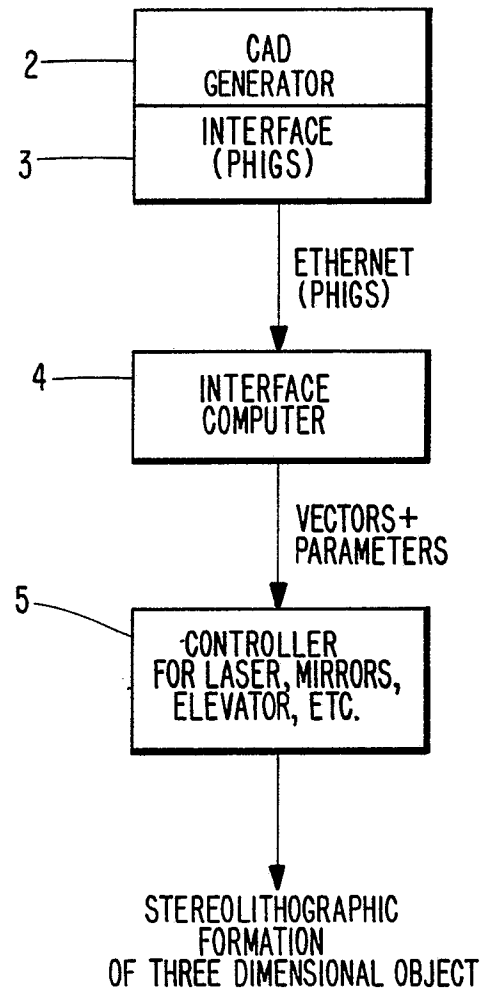 2
CAD
GENERATOR
3
INTERFACE
(PHIGS)
ETHERNET
(PHIGS)
4
INTERFACE
COMPUTER
VECTORS+
PARAMETERS
5
CONTROLLER
FOR LASER, MIRRORS,
ELEVATOR, ETC.
STEREOLITHOGRAPHIC
FORMATION
OF THREE DIMENSIONAL OBJECT